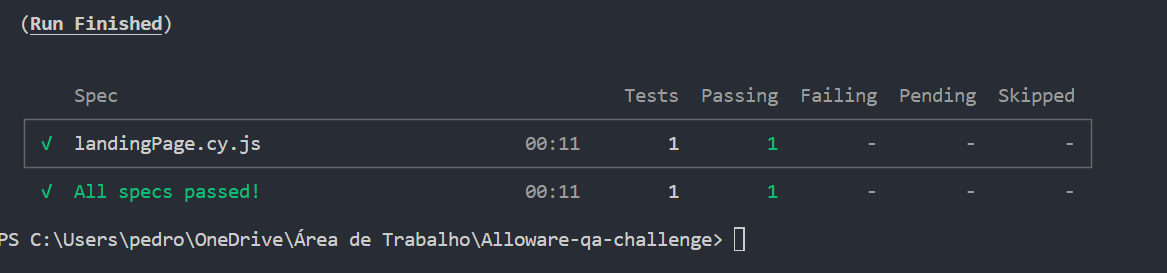 (Run Finished)
Spec Tests Passing Failing Pending Skipped
√ landingPage.cy.js 00:11 1 1 - - -
√ All specs passed! 00:11 1 1 - - -
PS C:\Users\pedro\OneDrive\Área de Trabalho\Alloware-qa-challenge>